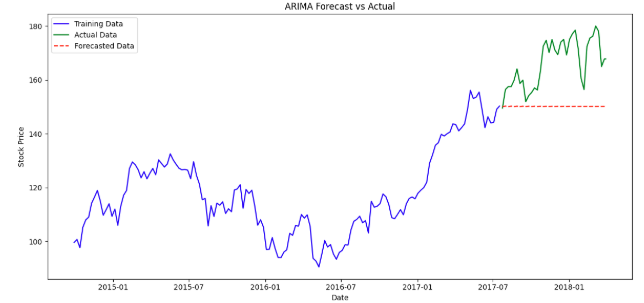 ARIMA Forecast vs Actual
Training Data
Actual Data
Forecasted Data
180
160
140
120
100
Stock Price
2015-01
2015-07
2016-01
2016-07
2017-01
2017-07
2018-01
Date